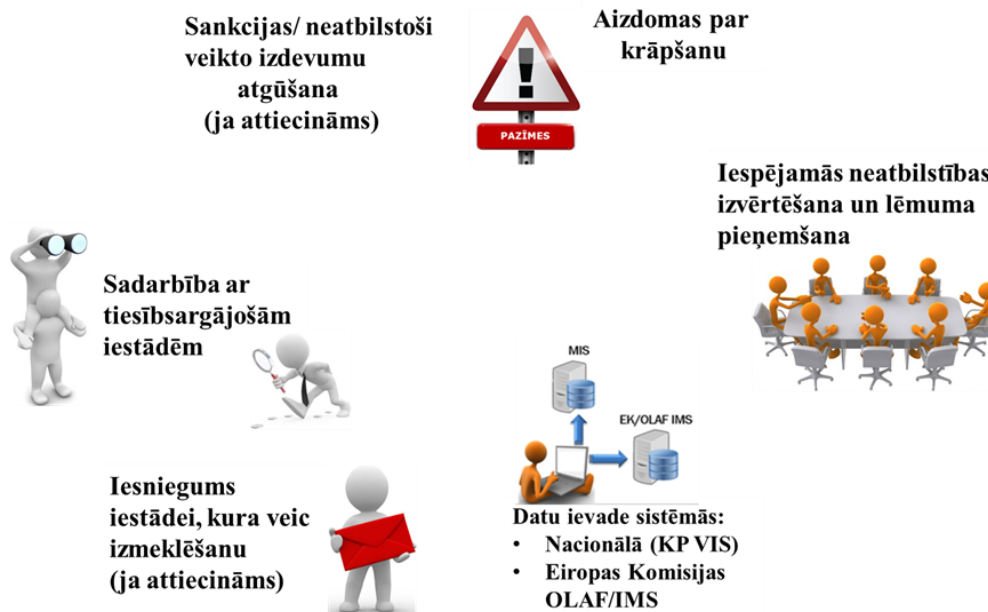 Sankcijas/ neatbilstoši
veikto izdevumu
atgūšana
(ja attiecināms)
PAZĪMES
Aizdomas par
krāpšanu
Iespējamās neatbilstības
izvērtēšana un lēmuma
pieņemšana
Sadarbība ar
tiesībsargājošām
iestādēm
MIS
EK/OLAF IMS
Datu ievade sistēmās:
• Nacionālā (KP VIS)
• Eiropas Komisijas
OLAF/IMS
Iesniegums
iestādei, kura veic
izmeklēšanu
(ja attiecināms)